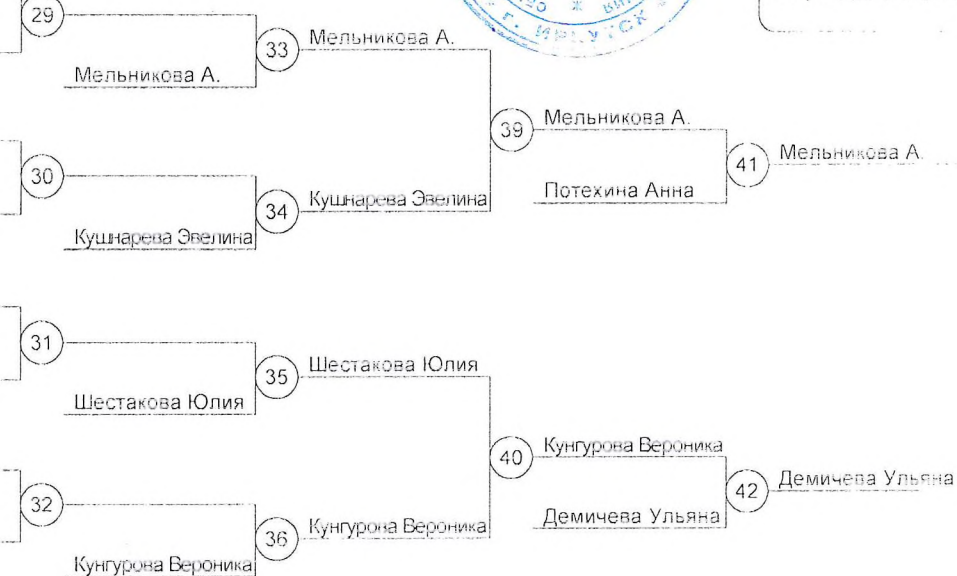 29
33
Мельникова А.
Мельникова А.
39
Мельникова А.
41
Мельникова А.
30
34
Кушнарева Эвелина
Потехина Анна
Кушнарева Эвелина
31
35
Шестакова Юлия
Шестакова Юлия
40
Кунгурова Вероника
32
42
Демичева Ульяна
36
Кунгурова Вероника
Демичева Ульяна
Кунгурова Вероника
г. ИРКУТСК